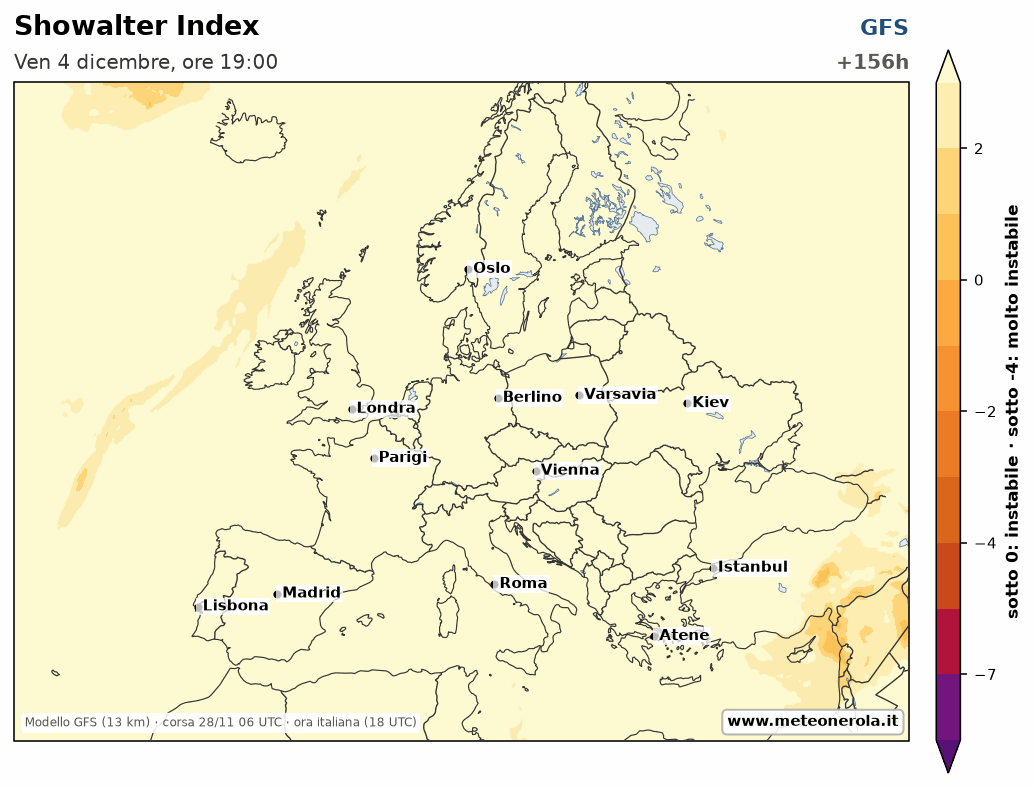 Showalter Index
GFS
Ven 4 dicembre, ore 19:00
+156h
Oslo
Londra
Berlino
Varsavia
Kiev
Parigi
Vienna
Istanbul
Roma
Madrid
Lisbona
Atene
2
0
−2
−4
−7
sotto 0: instabile · sotto -4: molto instabile
Modello GFS (13 km) · corsa 28/11 06 UTC · ora italiana (18 UTC)
www.meteonerola.it